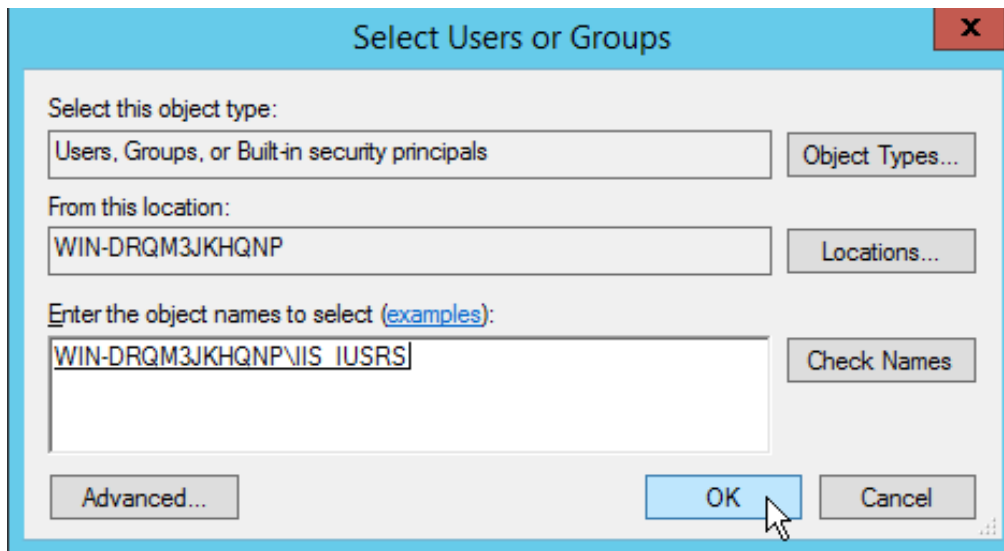 Select Users or Groups
x
Select this object type:
Users, Groups, or Built-in security principals
Object Types...
From this location:
WIN-DRQM3JKHQNP
Locations...
Enter the object names to select (examples):
WIN-DRQM3JKHQNP\IIS_IUSRS
Check Names
Advanced...
OK
Cancel